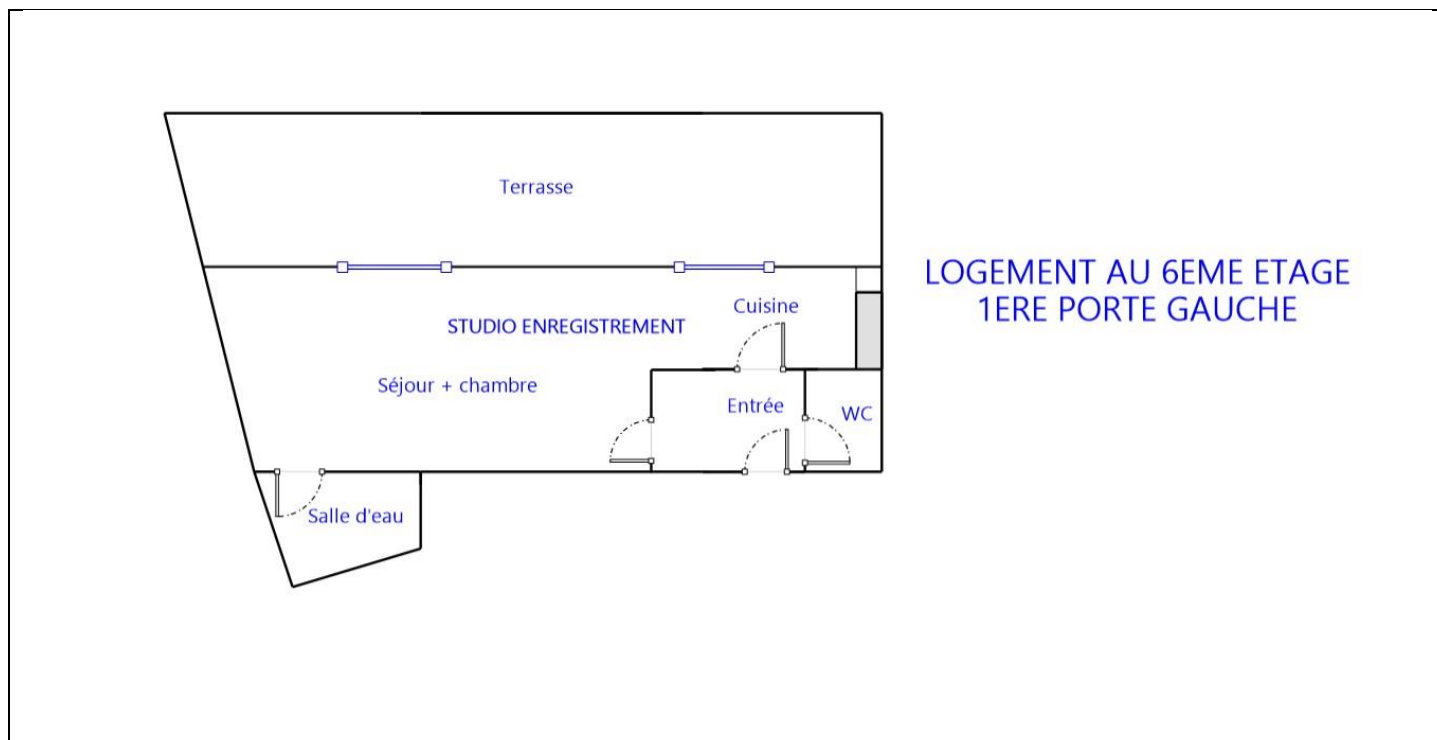 Terrasse
LOGEMENT AU 6EME ETAGE
1ERE PORTE GAUCHE
Cuisine
STUDIO ENREGISTREMENT
Séjour + chambre
Entrée
WC
Salle d'eau